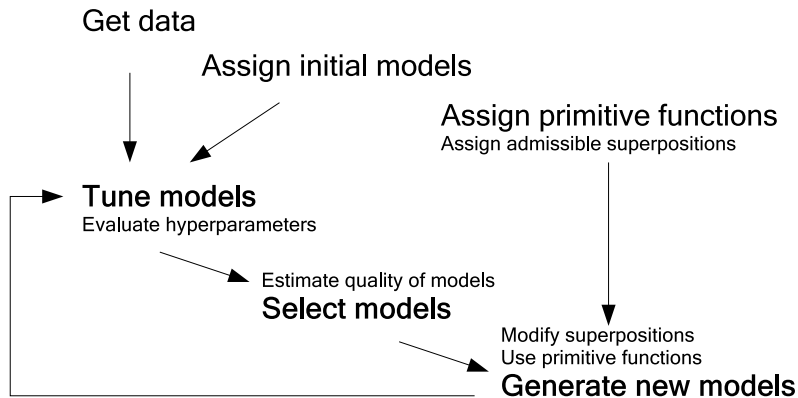 Get data
Assign initial models
Assign primitive functions
Assign admissible superpositions
Tune models
Evaluate hyperparameters
Estimate quality of models
Select models
Modify superpositions
Use primitive functions
Generate new models